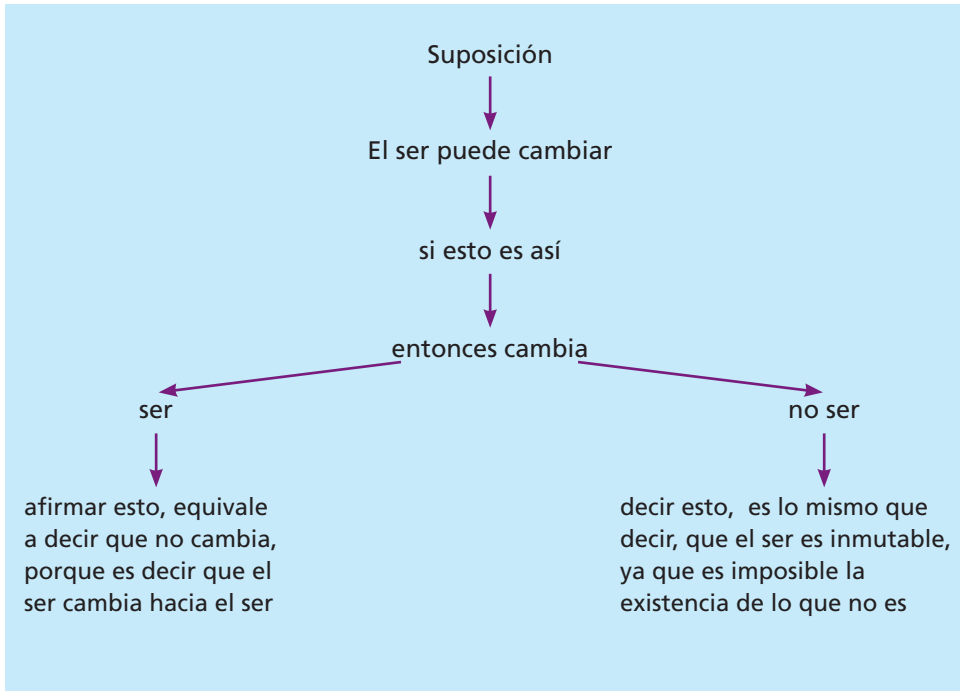 Suposición
El ser puede cambiar
si esto es así
entonces cambia
ser
no ser
afirmar esto, equivale
a decir que no cambia,
porque es decir que el
ser cambia hacia el ser
decir esto,  es lo mismo que
decir, que el ser es inmutable,
ya que es imposible la
existencia de lo que no es